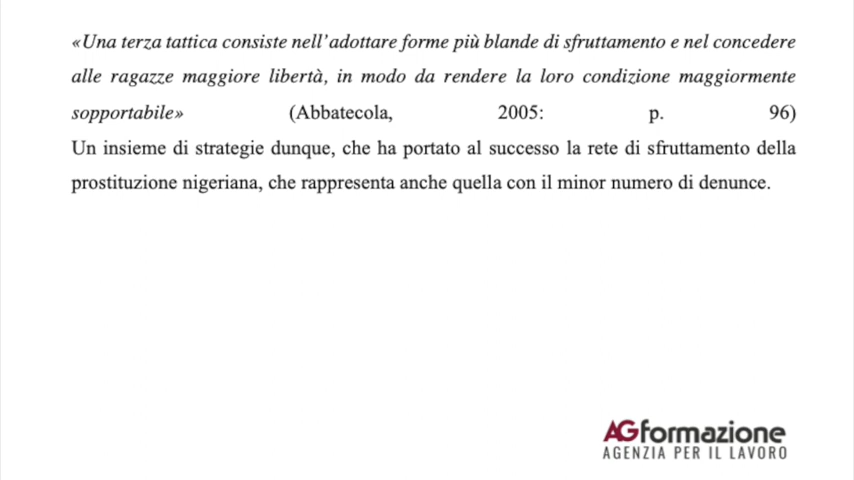 «Una terza tattica consiste nell’adottare forme più blande di sfruttamento e nel concedere
alle ragazze maggiore libertà, in modo da rendere la loro condizione maggiormente
sopportabile» (Abbatecola, 2005: p. 96)
Un insieme di strategie dunque, che ha portato al successo la rete di sfruttamento della
prostituzione nigeriana, che rappresenta anche quella con il minor numero di denunce.
AGformazione
AGENZIA PER IL LAVORO